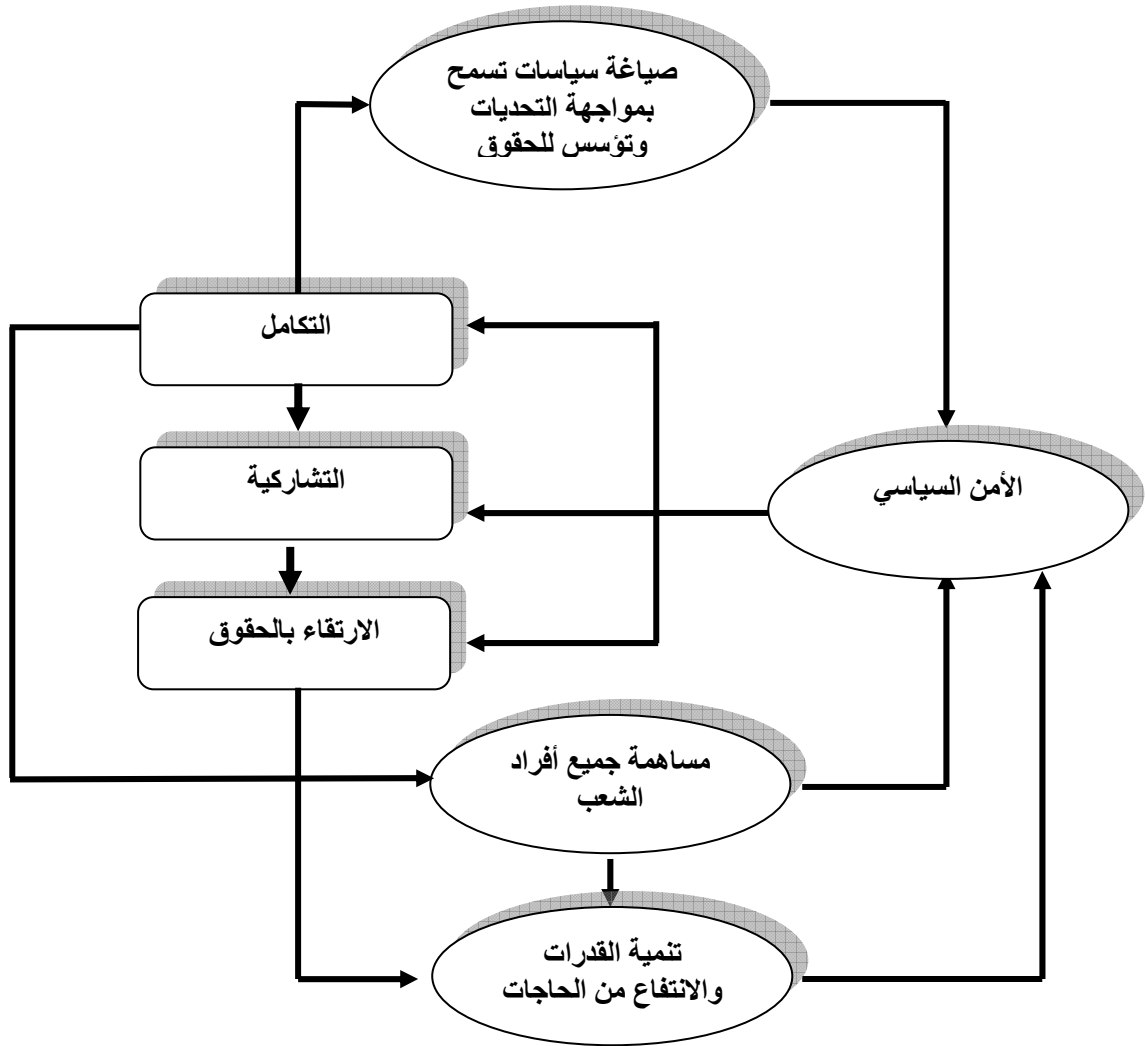 صياغة سياسات تسمح
بمواجهة التحديات
وتؤسس للحقوق
التكامل
التشاركية
الأمن السياسي
الارتقاء بالحقوق
مساهمة جميع أفراد
الشعب
تنمية القدرات
والانتفاع من الحاجات